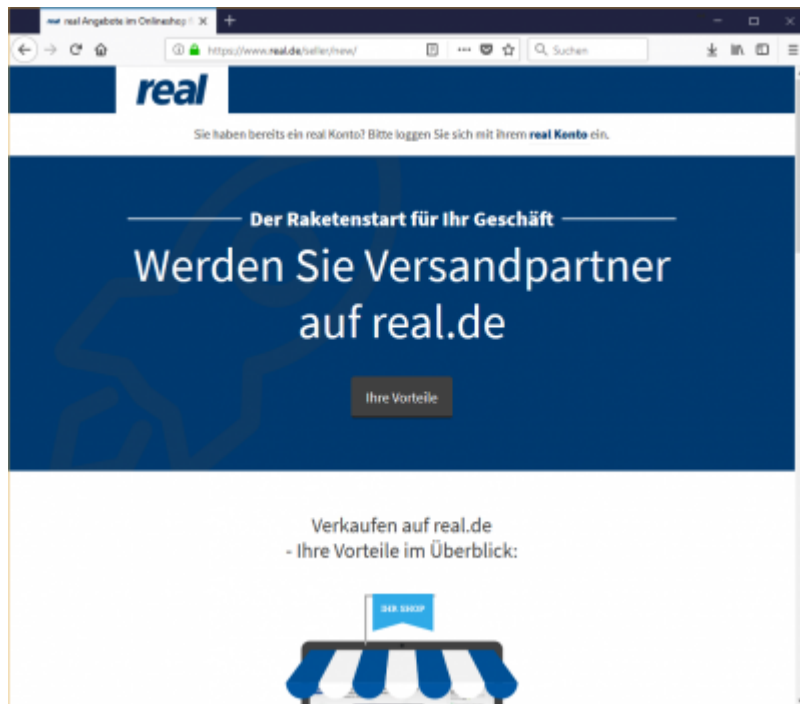 real Angebote im Onlineshop
https://www.real.de/seller/new/
Suchen
real
Sie haben bereits ein real Konto? Bitte loggen Sie sich mit ihrem real Konto ein.
Der Raketenstart für Ihr Geschäft
Werden Sie Versandpartner
auf real.de
Ihre Vorteile
Verkaufen auf real.de
- Ihre Vorteile im Überblick:
DER SHOP